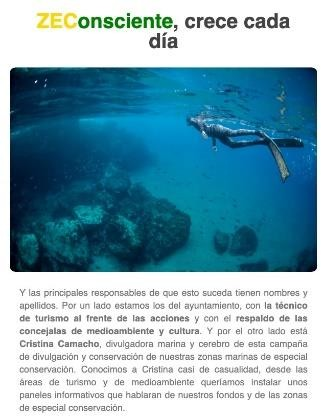 ZEConsciente, crece cada
día
Y las principales responsables de que esto suceda tienen nombres y
apellidos. Por un lado estamos los del ayuntamiento, con la técnico
de turismo al frente de las acciones y con el respaldo de las
concejalas de medioambiente y cultura. Y por el otro lado está
Cristina Camacho, divulgadora marina y cerebro de esta campaña
de divulgación y conservación de nuestras zonas marinas de especial
conservación. Conocimos a Cristina casi de casualidad, desde las
áreas de turismo y de medioambiente queríamos instalar unos
paneles informativos que hablaran de nuestros fondos y de las zonas
de especial conservación.